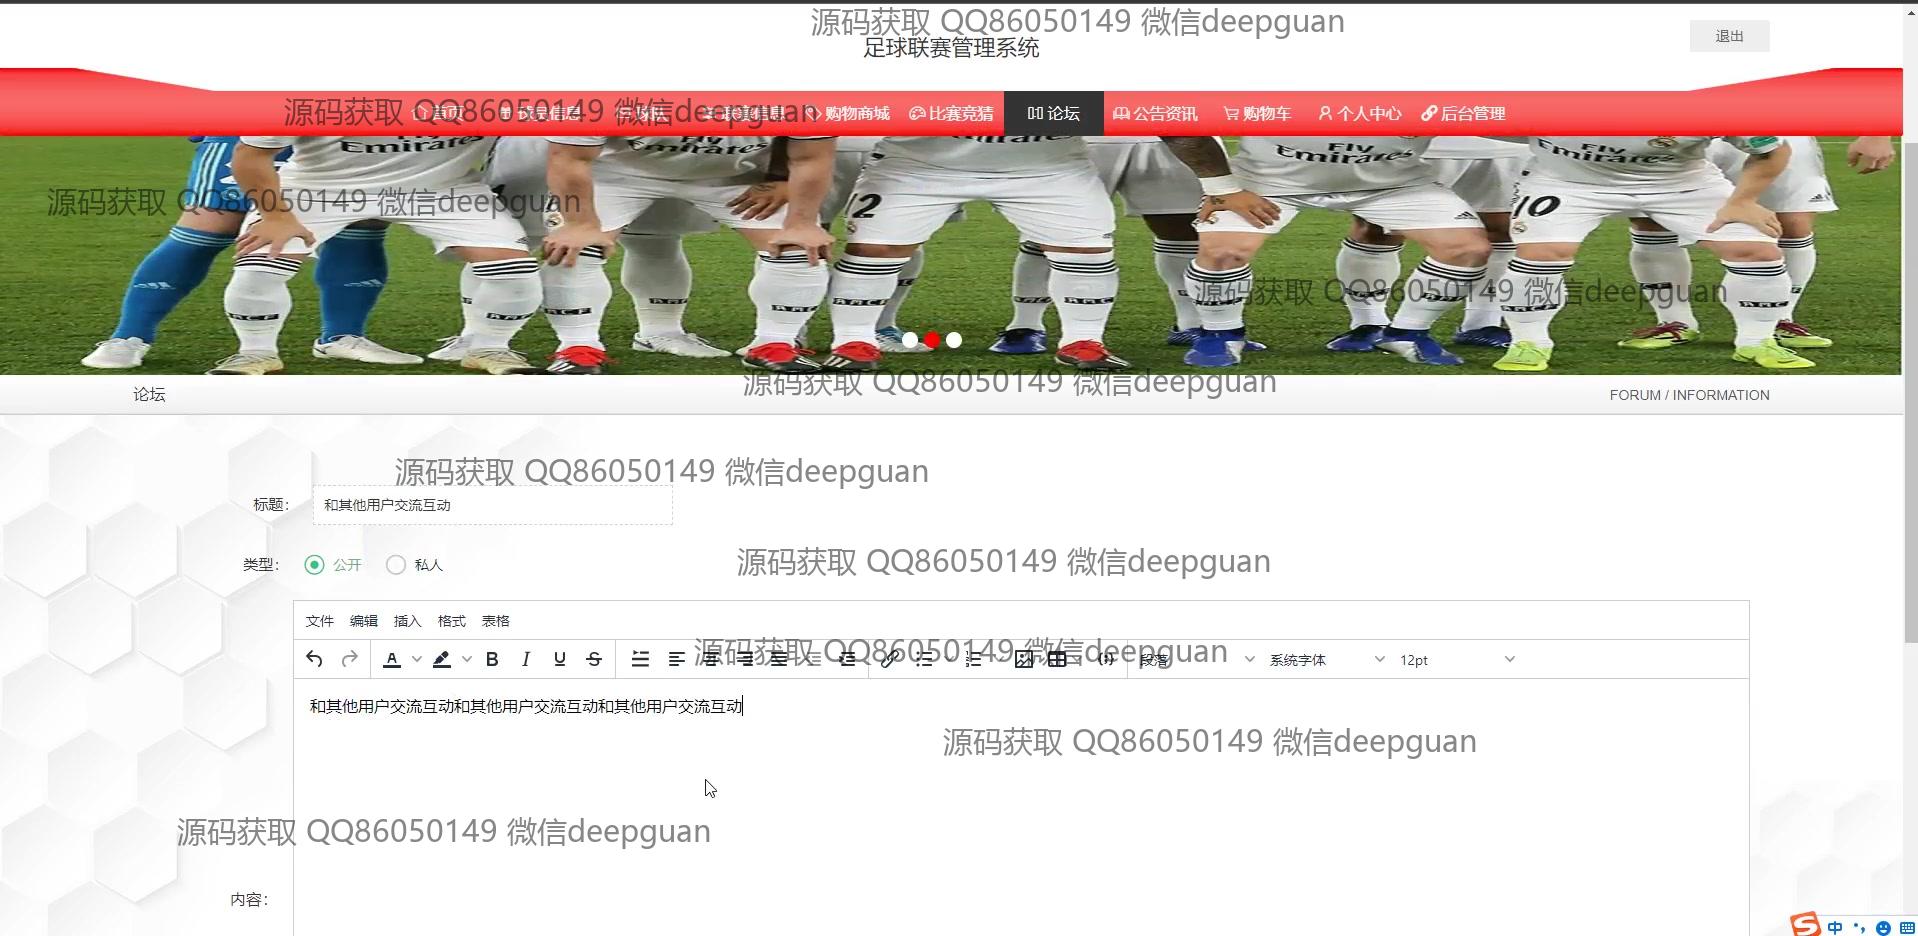 源码获取 QQ86050149 微信deepguan
足球联赛管理系统
退出
源码获取 QQ86050149 微信deepguan
首页
购物商城
比赛竞猜
论坛
公告资讯
购物车
个人中心
后台管理
Emirates
Fly
Emirates
Fly
Emirates
Fly
Emirates
12
10
源码获取 QQ86050149 微信deepguan
源码获取 QQ86050149 微信deepguan
源码获取 QQ86050149 微信deepguan
论坛
FORUM / INFORMATION
源码获取 QQ86050149 微信deepguan
标题：
和其他用户交流互动
源码获取 QQ86050149 微信deepguan
类型：
公开
私人
文件 编辑 插入 格式 表格
源码获取 QQ86050149 微信deepguan
段落
系统字体
12pt
和其他用户交流互动和其他用户交流互动和其他用户交流互动
源码获取 QQ86050149 微信deepguan
源码获取 QQ86050149 微信deepguan
内容：
中